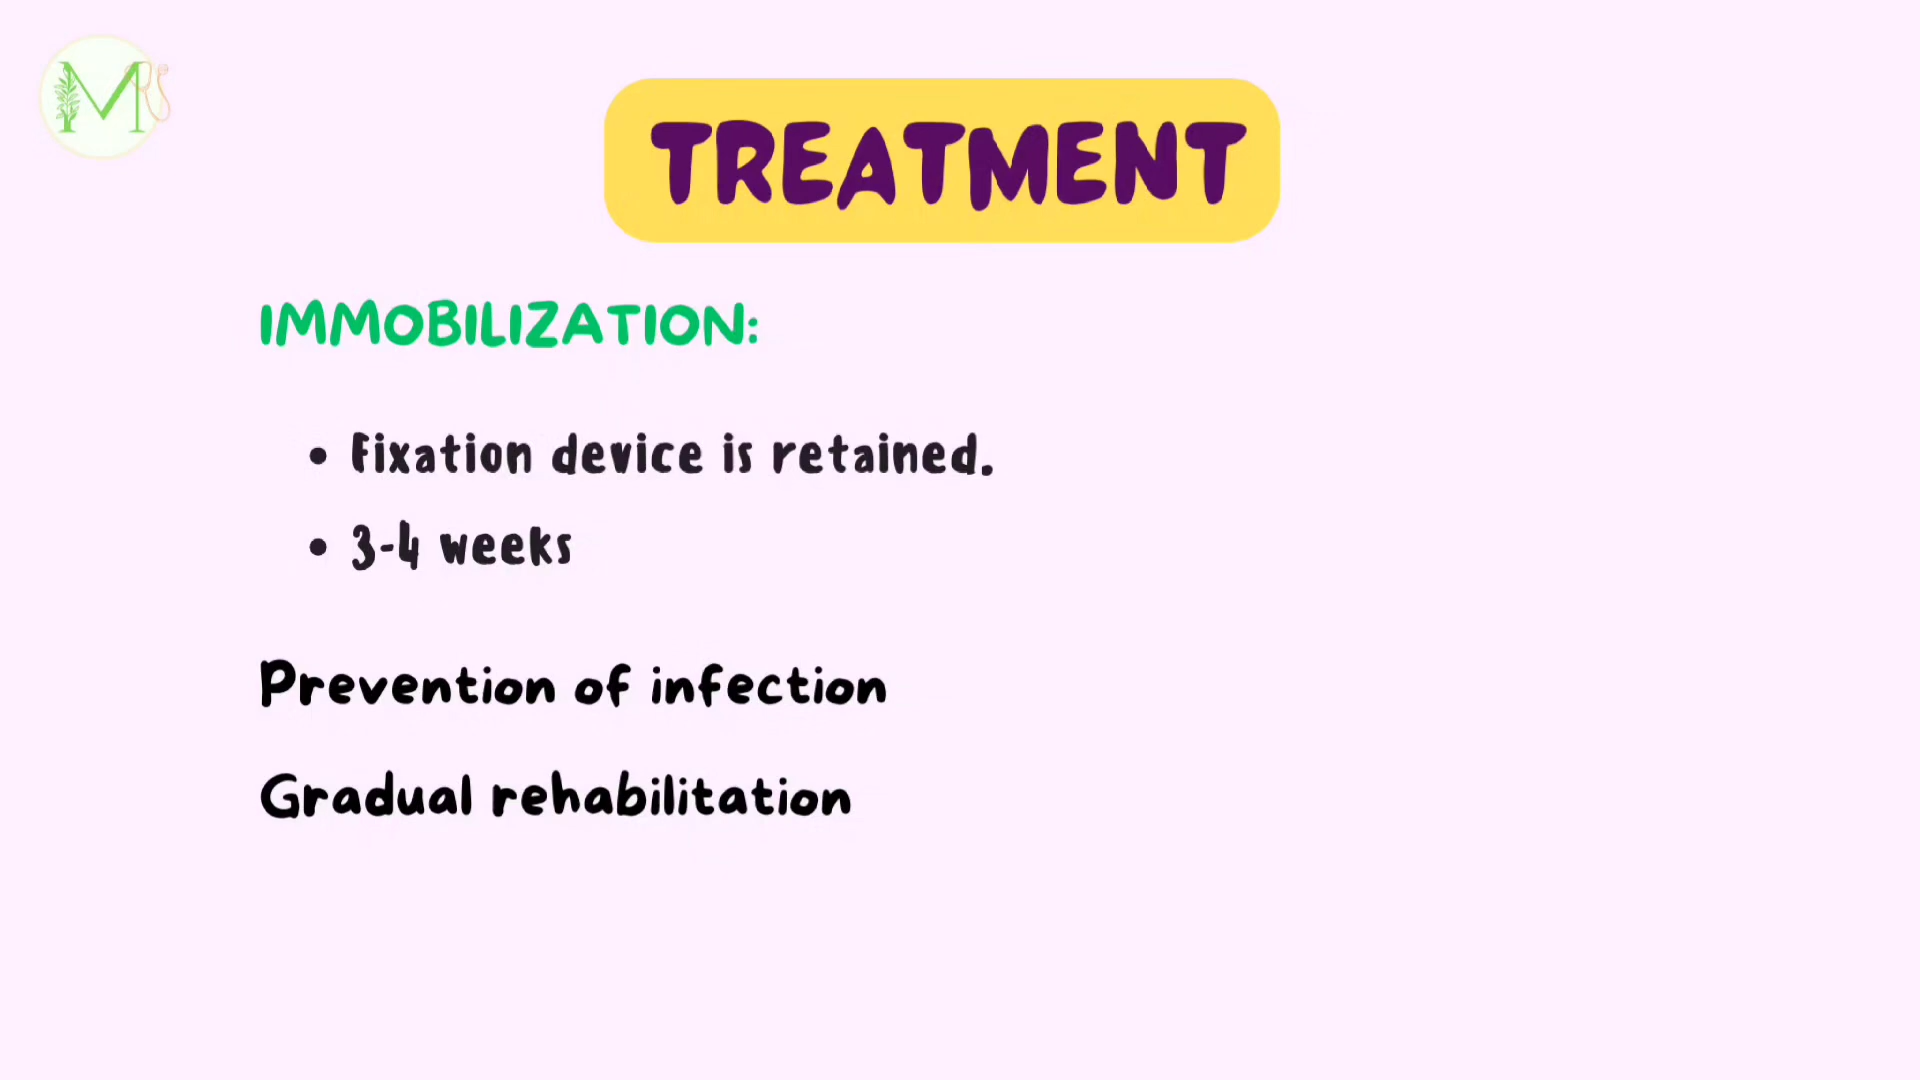 M
TREATMENT
IMMOBILIZATION:
• Fixation device is retained.
• 3-4 weeks
Prevention of infection
Gradual rehabilitation